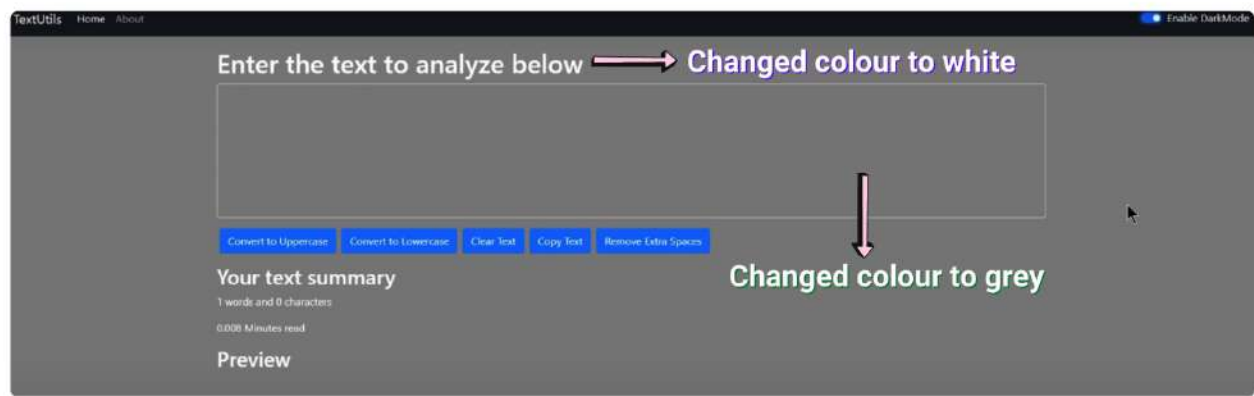 TextUtils Home About Enable DarkMode
Enter the text to analyze below Changed colour to white
Convert to Uppercase Convert to Lowercase Clear Text Copy Text Remove Extra Spaces
Changed colour to grey
Your text summary
1 words and 0 characters
0.008 Minutes read
Preview